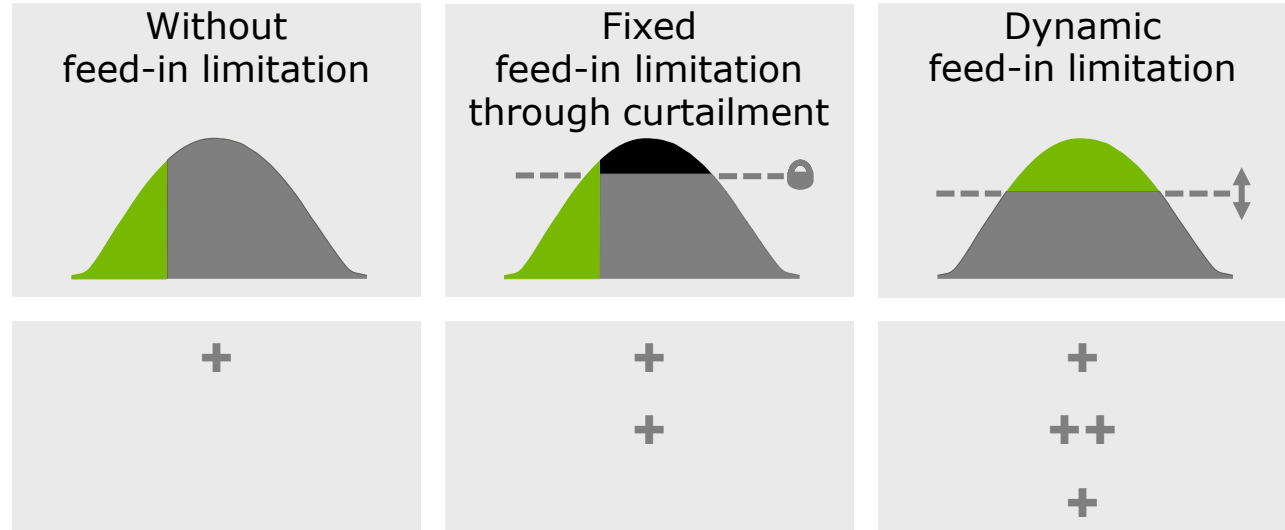 Without
feed-in limitation
Fixed
feed-in limitation
through curtailment
Dynamic
feed-in limitation
+
+
+
+
++
+